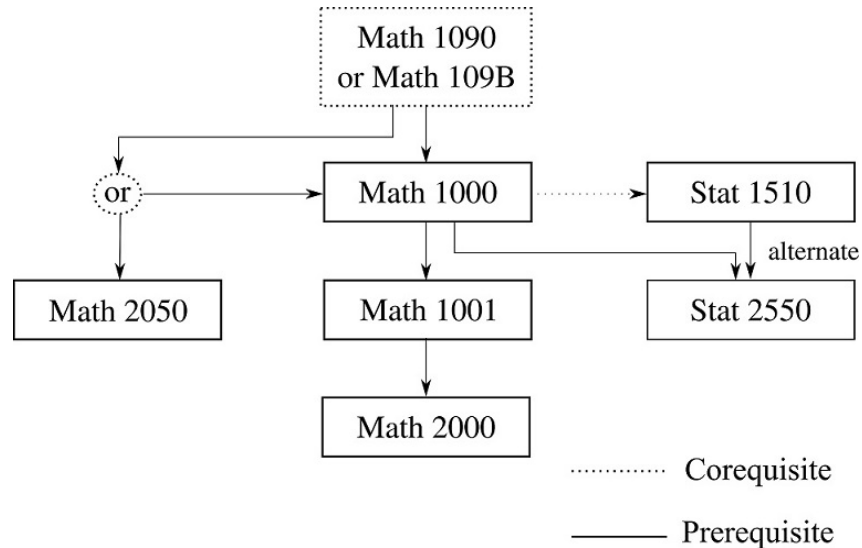 Math 1090
or Math 109B
or
Math 1000
Stat 1510
alternate
Math 2050
Math 1001
Stat 2550
Math 2000
Corequisite
Prerequisite